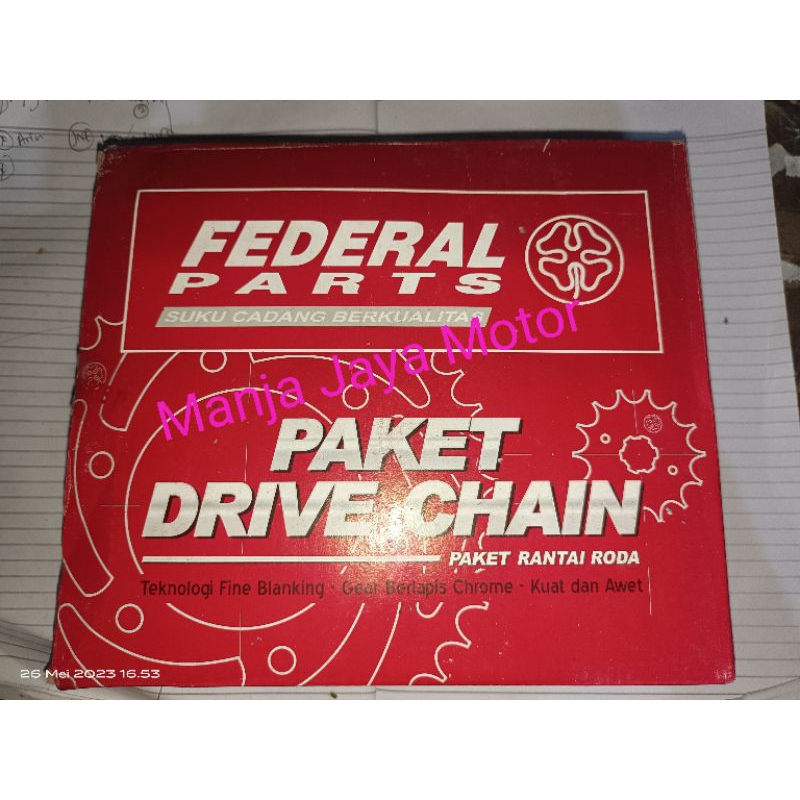 FEDERAL
PARTS
SUKU CADANG BERKUALITAS
Manja Jaya Motor
PAKET
DRIVE CHAIN
PAKET RANTAI RODA
Teknologi Fine Blanking - Gear Berlapis Chrome - Kuat dan Awet
26 Mei 2023 16.53